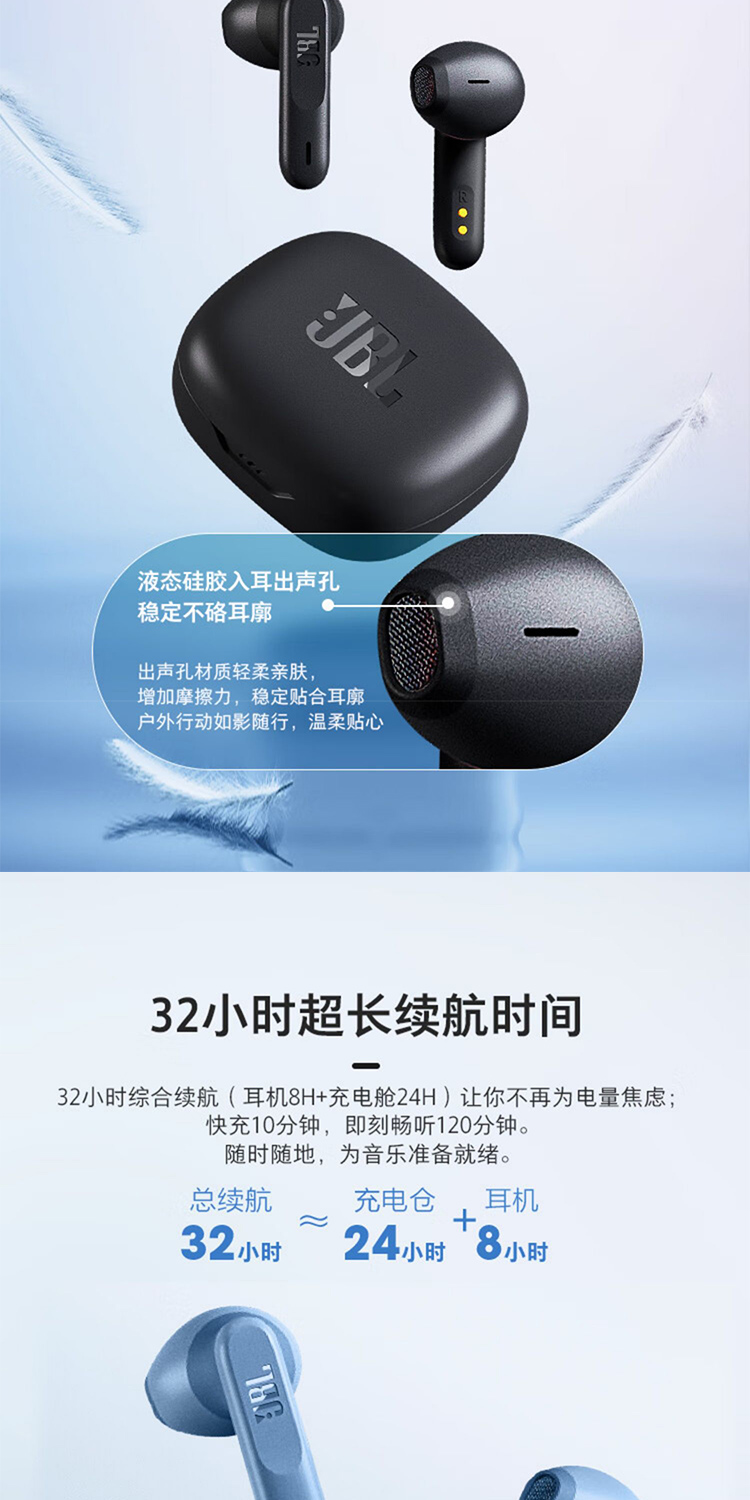 JBL
R
JBL
液态硅胶入耳出声孔
稳定不硌耳廓
出声孔材质轻柔亲肤，
增加摩擦力，稳定贴合耳廓
户外行动如影随行，温柔贴心
32小时超长续航时间
32小时综合续航（耳机8H+充电舱24H）让你不再为电量焦虑；
快充10分钟，即刻畅听120分钟。
随时随地，为音乐准备就绪。
总续航 充电仓 耳机
32小时 ≈ 24小时 + 8小时
JBL